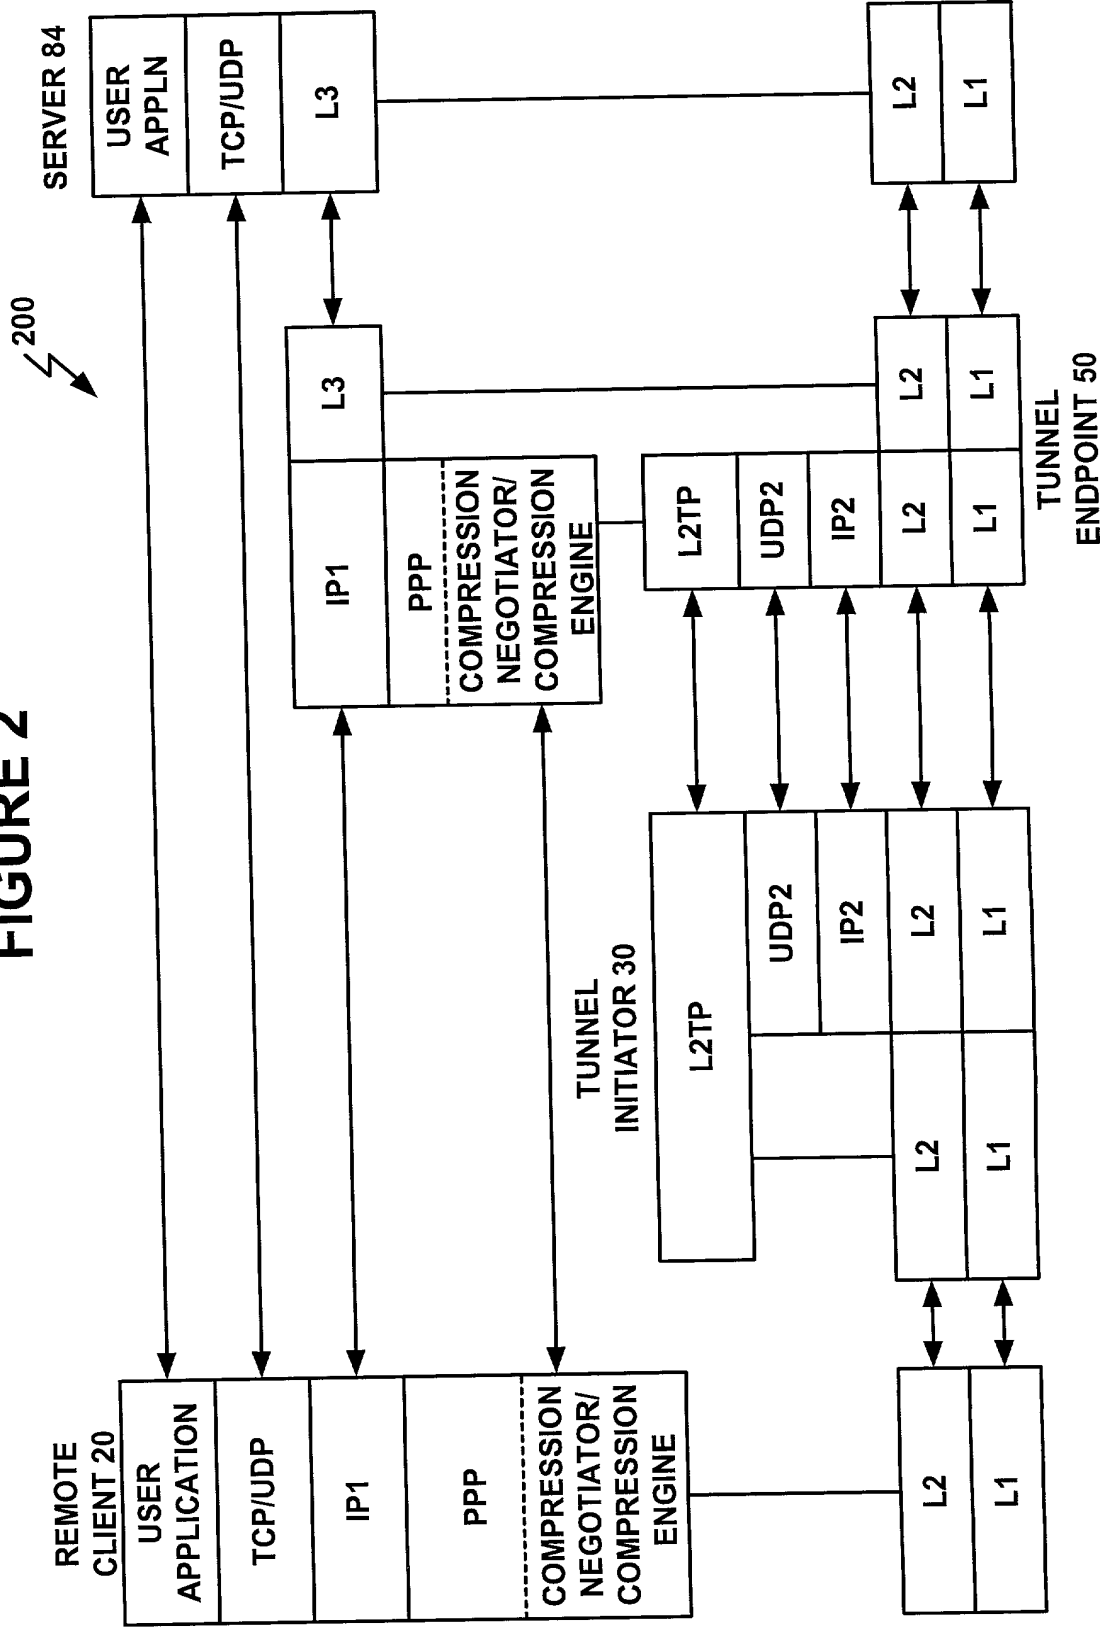 FIGURE 2
200
REMOTE
CLIENT 20
USER
APPLICATION
TCP/UDP
IP1
PPP
COMPRESSION
NEGOTIATOR/
COMPRESSION
ENGINE
L2
L1
TUNNEL
INITIATOR 30
L2TP
UDP2
IP2
L2
L1
L2
L1
IP1
L3
PPP
COMPRESSION
NEGOTIATOR/
COMPRESSION
ENGINE
L2TP
UDP2
IP2
L2
L1
L2
L1
TUNNEL
ENDPOINT 50
SERVER 84
USER
APPLN
TCP/UDP
L3
L2
L1